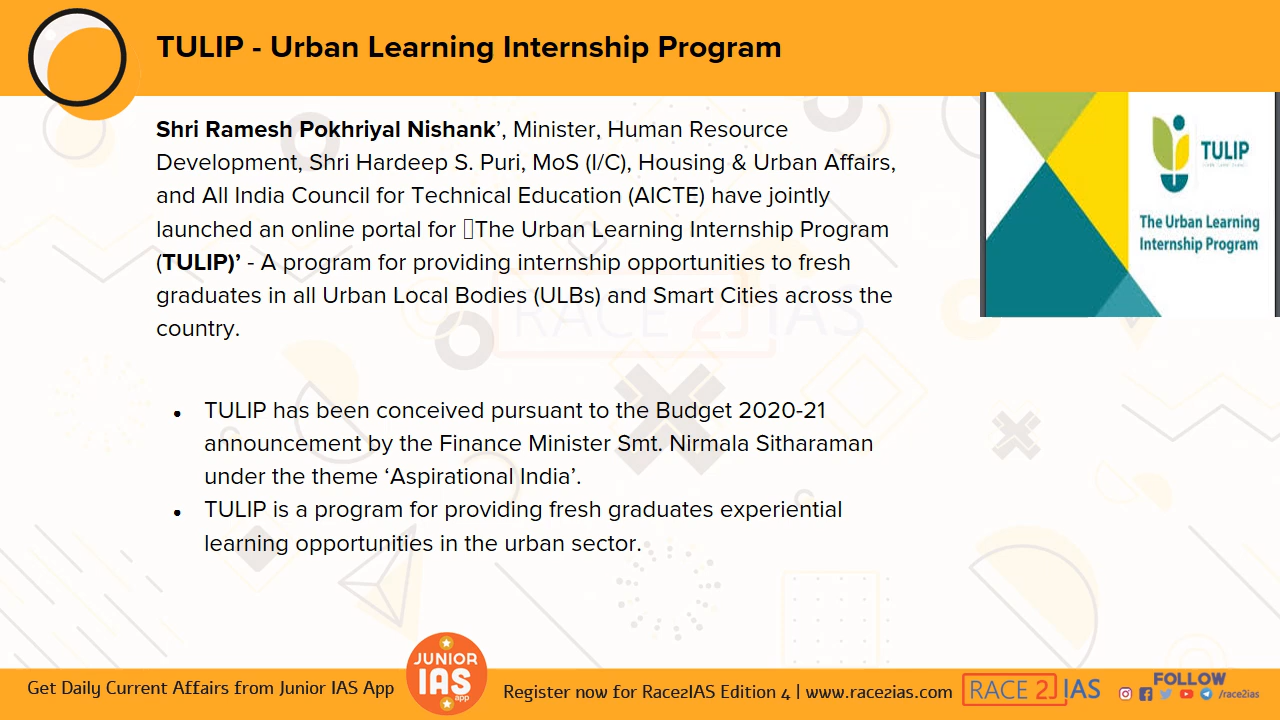 TULIP - Urban Learning Internship Program
Shri Ramesh Pokhriyal Nishank’, Minister, Human Resource
Development, Shri Hardeep S. Puri, MoS (I/C), Housing & Urban Affairs,
and All India Council for Technical Education (AICTE) have jointly
launched an online portal for The Urban Learning Internship Program
(TULIP)’ - A program for providing internship opportunities to fresh
graduates in all Urban Local Bodies (ULBs) and Smart Cities across the
country.
TULIP has been conceived pursuant to the Budget 2020-21
announcement by the Finance Minister Smt. Nirmala Sitharaman
under the theme ‘Aspirational India’.
TULIP is a program for providing fresh graduates experiential
learning opportunities in the urban sector.
TULIP
The Urban Learning
Internship Program
RACE 2 IAS
Get Daily Current Affairs from Junior IAS App
JUNIOR
IAS
app
Register now for Race2IAS Edition 4 | www.race2ias.com
RACE 2 IAS
FOLLOW
/race2ias